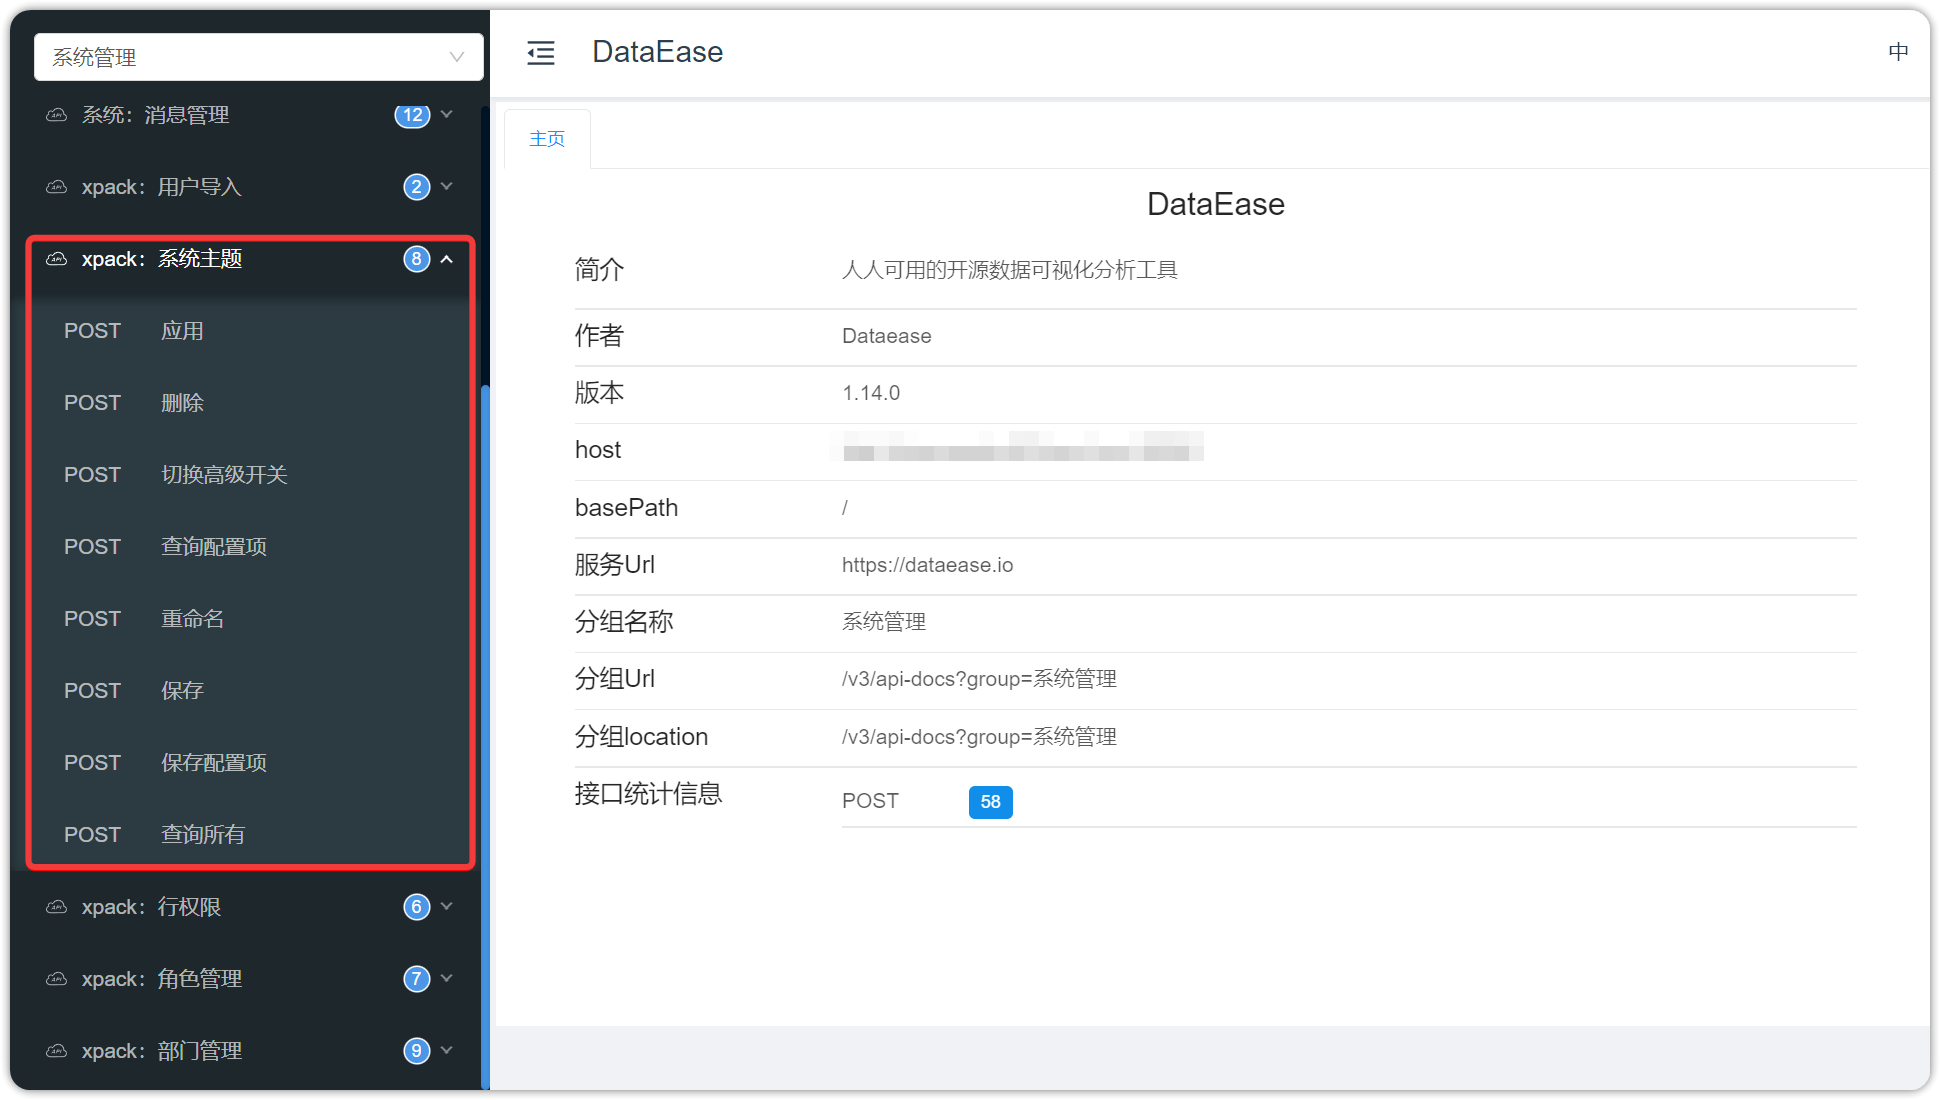 系统管理
系统：消息管理 12
xpack：用户导入 2
xpack：系统主题 8
POST 应用
POST 删除
POST 切换高级开关
POST 查询配置项
POST 重命名
POST 保存
POST 保存配置项
POST 查询所有
xpack：行权限 6
xpack：角色管理 7
xpack：部门管理 9
DataEase
中
主页
DataEase
简介 人人可用的开源数据可视化分析工具
作者 Dataease
版本 1.14.0
host
basePath /
服务Url https://dataease.io
分组名称 系统管理
分组Url /v3/api-docs?group=系统管理
分组location /v3/api-docs?group=系统管理
接口统计信息 POST 58